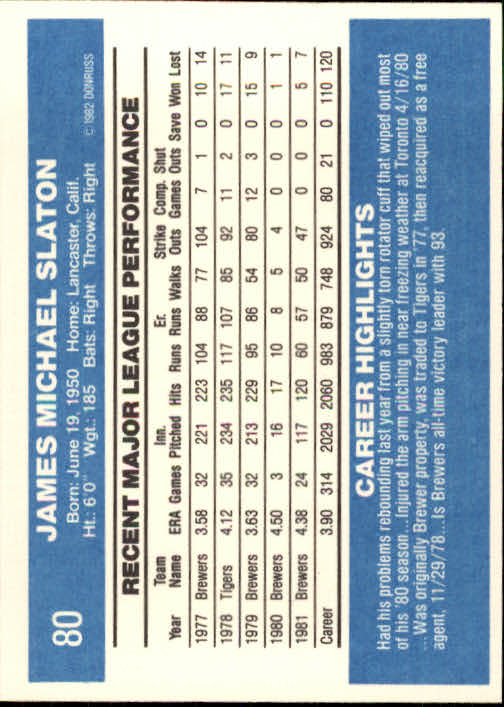 80
JAMES MICHAEL SLATON
Born: June 19, 1950 Home: Lancaster, Calif.
Ht.: 6'0" Wgt.: 185 Bats: Right Throws: Right
© 1982 DONRUSS
RECENT MAJOR LEAGUE PERFORMANCE
Team Inn. Er. Strike Comp. Shut
Year Name ERA Games Pitched Hits Runs Runs Walks Outs Games Outs Save Won Lost
1977 Brewers 3.58 32 221 223 104 88 77 104 7 1 0 10 14
1978 Tigers 4.12 35 234 235 117 107 85 92 11 2 0 17 11
1979 Brewers 3.63 32 213 229 95 86 54 80 12 3 0 15 9
1980 Brewers 4.50 3 16 17 10 8 5 4 0 0 0 1 1
1981 Brewers 4.38 24 117 120 60 57 50 47 0 0 0 5 7
Career 3.90 314 2029 2060 983 879 748 924 80 21 0 110 120
CAREER HIGHLIGHTS
Had his problems rebounding last year from a slightly torn rotator cuff that wiped out most
of his '80 season...Injured the arm pitching in near freezing weather at Toronto 4/16/80
...Was originally Brewer property, was traded to Tigers in '77, then reacquired as a free
agent, 11/29/78...Is Brewers all-time victory leader with 93.